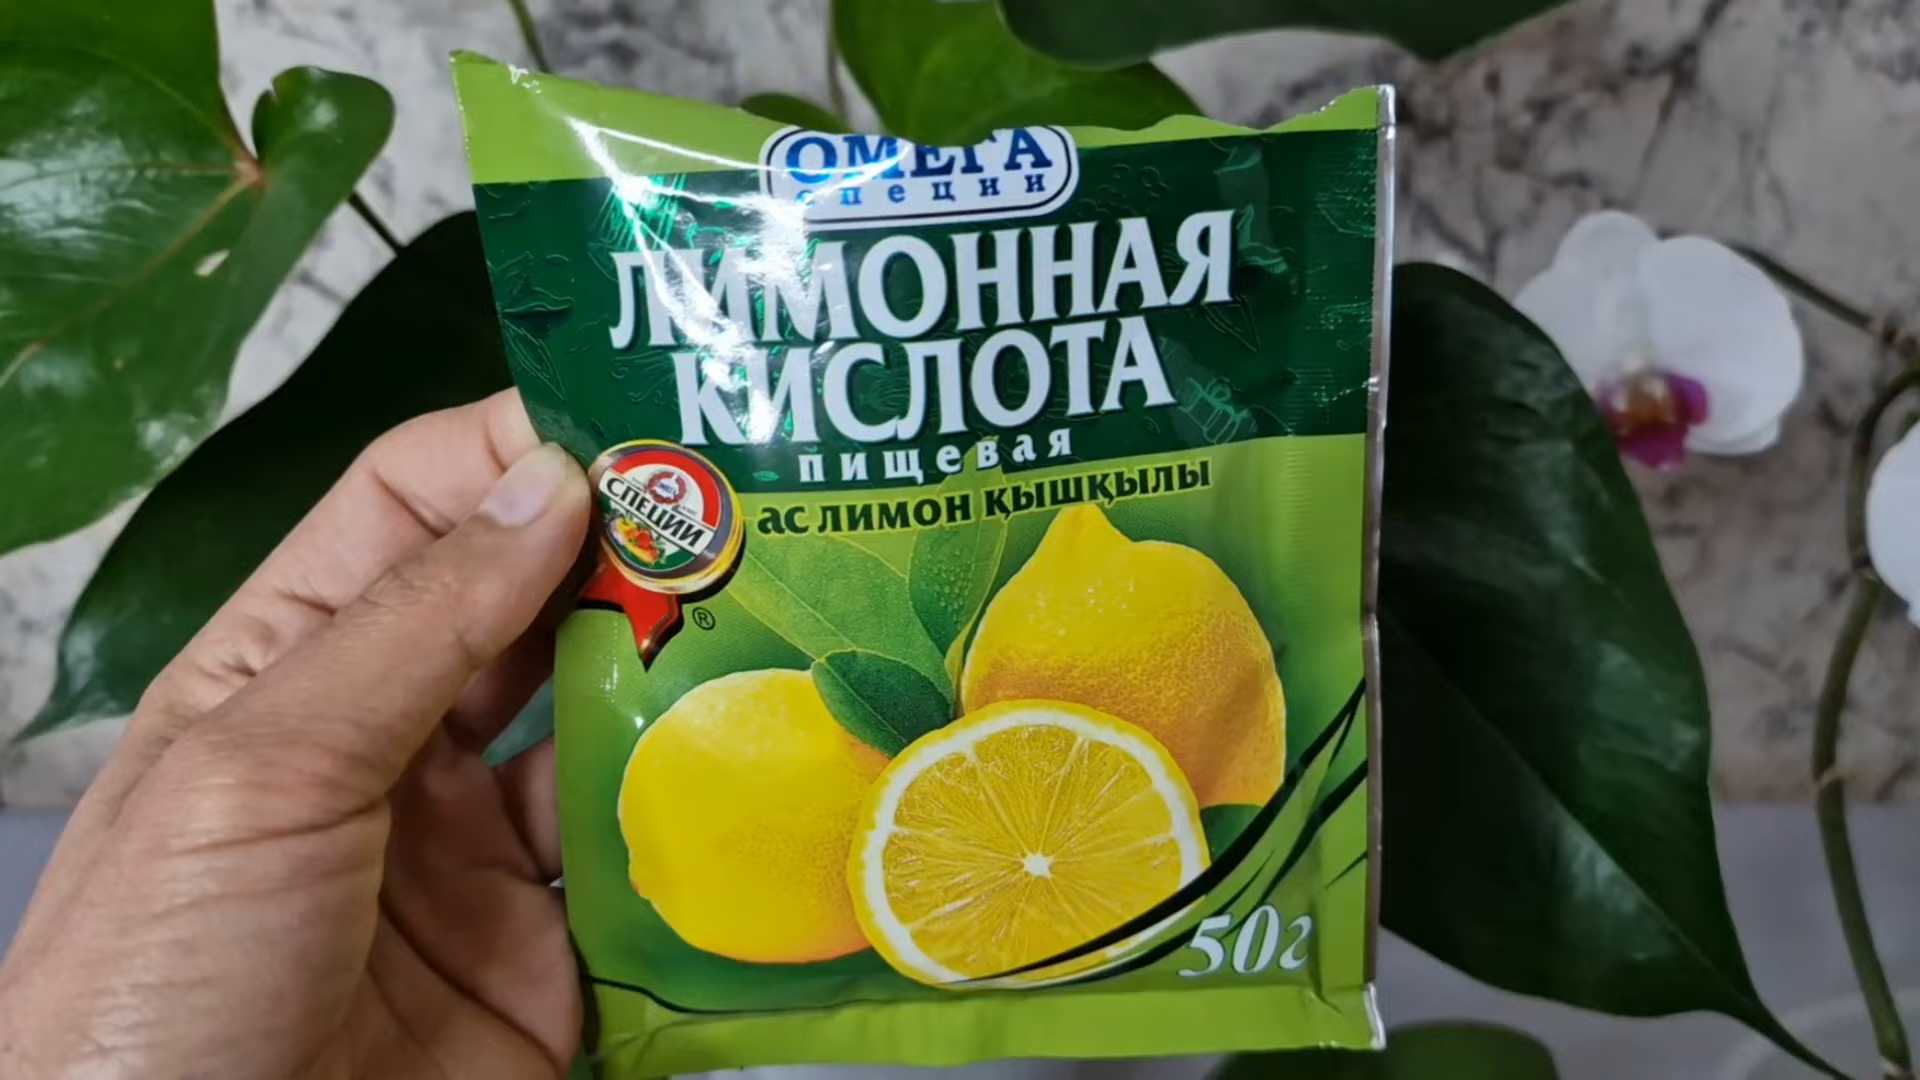 ОМЕГА
специи
ЛИМОННАЯ
КИСЛОТА
пищевая
ас лимон қышқылы
СПЕЦИИ
®
50г